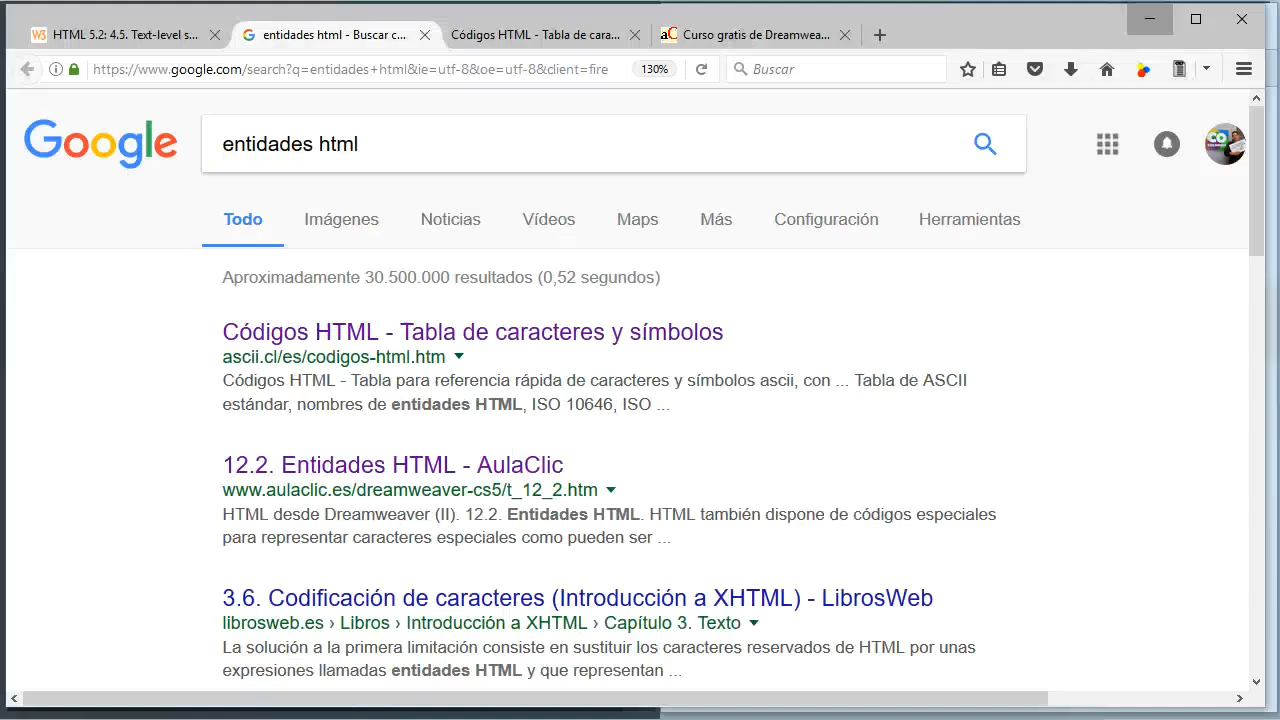 HTML 5.2: 4.5. Text-level s...
entidades html - Buscar c...
Códigos HTML - Tabla de cara...
Curso gratis de Dreamwea...
https://www.google.com/search?q=entidades+html&ie=utf-8&oe=utf-8&client=fire
130%
Buscar
Google
entidades html
Todo
Imágenes
Noticias
Vídeos
Maps
Más
Configuración
Herramientas
Aproximadamente 30.500.000 resultados (0,52 segundos)
Códigos HTML - Tabla de caracteres y símbolos
ascii.cl/es/codigos-html.htm
Códigos HTML - Tabla para referencia rápida de caracteres y símbolos ascii, con ... Tabla de ASCII
estándar, nombres de entidades HTML, ISO 10646, ISO ...
12.2. Entidades HTML - AulaClic
www.aulaclic.es/dreamweaver-cs5/t_12_2.htm
HTML desde Dreamweaver (II). 12.2. Entidades HTML. HTML también dispone de códigos especiales
para representar caracteres especiales como pueden ser ...
3.6. Codificación de caracteres (Introducción a XHTML) - LibrosWeb
librosweb.es › Libros › Introducción a XHTML › Capítulo 3. Texto
La solución a la primera limitación consiste en sustituir los caracteres reservados de HTML por unas
expresiones llamadas entidades HTML y que representan ...